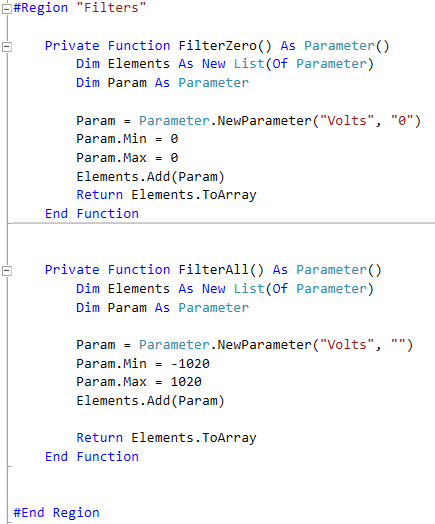 #Region "Filters"
Private Function FilterZero() As Parameter()
Dim Elements As New List(Of Parameter)
Dim Param As Parameter
Param = Parameter.NewParameter("Volts", "0")
Param.Min = 0
Param.Max = 0
Elements.Add(Param)
Return Elements.ToArray
End Function
Private Function FilterAll() As Parameter()
Dim Elements As New List(Of Parameter)
Dim Param As Parameter
Param = Parameter.NewParameter("Volts", "")
Param.Min = -1020
Param.Max = 1020
Elements.Add(Param)
Return Elements.ToArray
End Function
#End Region